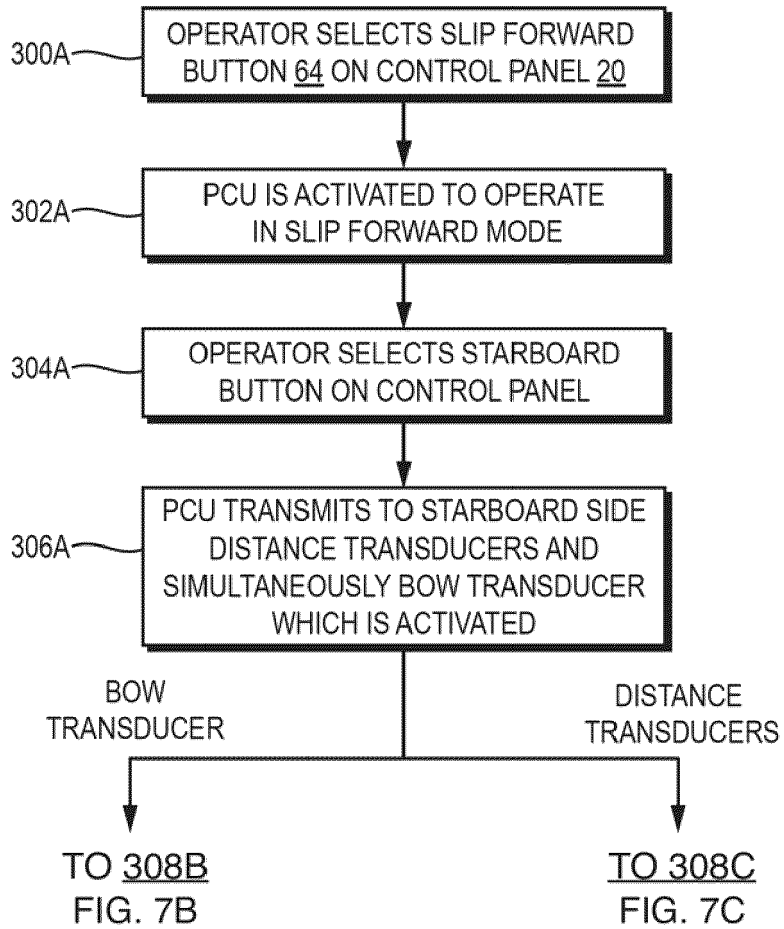 300A
OPERATOR SELECTS SLIP FORWARD
BUTTON 64 ON CONTROL PANEL 20
302A
PCU IS ACTIVATED TO OPERATE
IN SLIP FORWARD MODE
304A
OPERATOR SELECTS STARBOARD
BUTTON ON CONTROL PANEL
306A
PCU TRANSMITS TO STARBOARD SIDE
DISTANCE TRANSDUCERS AND
SIMULTANEOUSLY BOW TRANSDUCER
WHICH IS ACTIVATED
BOW
TRANSDUCER
DISTANCE
TRANSDUCERS
TO 308B
FIG. 7B
TO 308C
FIG. 7C